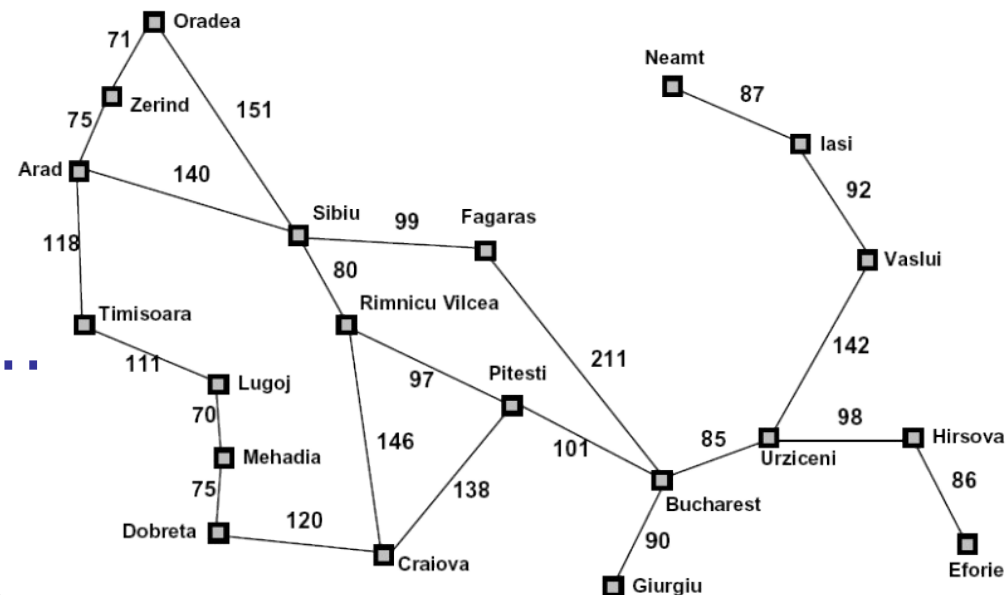 Oradea
71
Neamt
87
Zerind
151
75
Iasi
Arad
140
92
Sibiu
99
Fagaras
118
80
Vaslui
Rimnicu Vilcea
Timisoara
142
111
211
Pitesti
Lugoj
97
70
98
Hirsova
146
101
85
Mehadia
Urziceni
75
138
86
Bucharest
Dobreta
120
90
Craiova
Eforie
Giurgiu